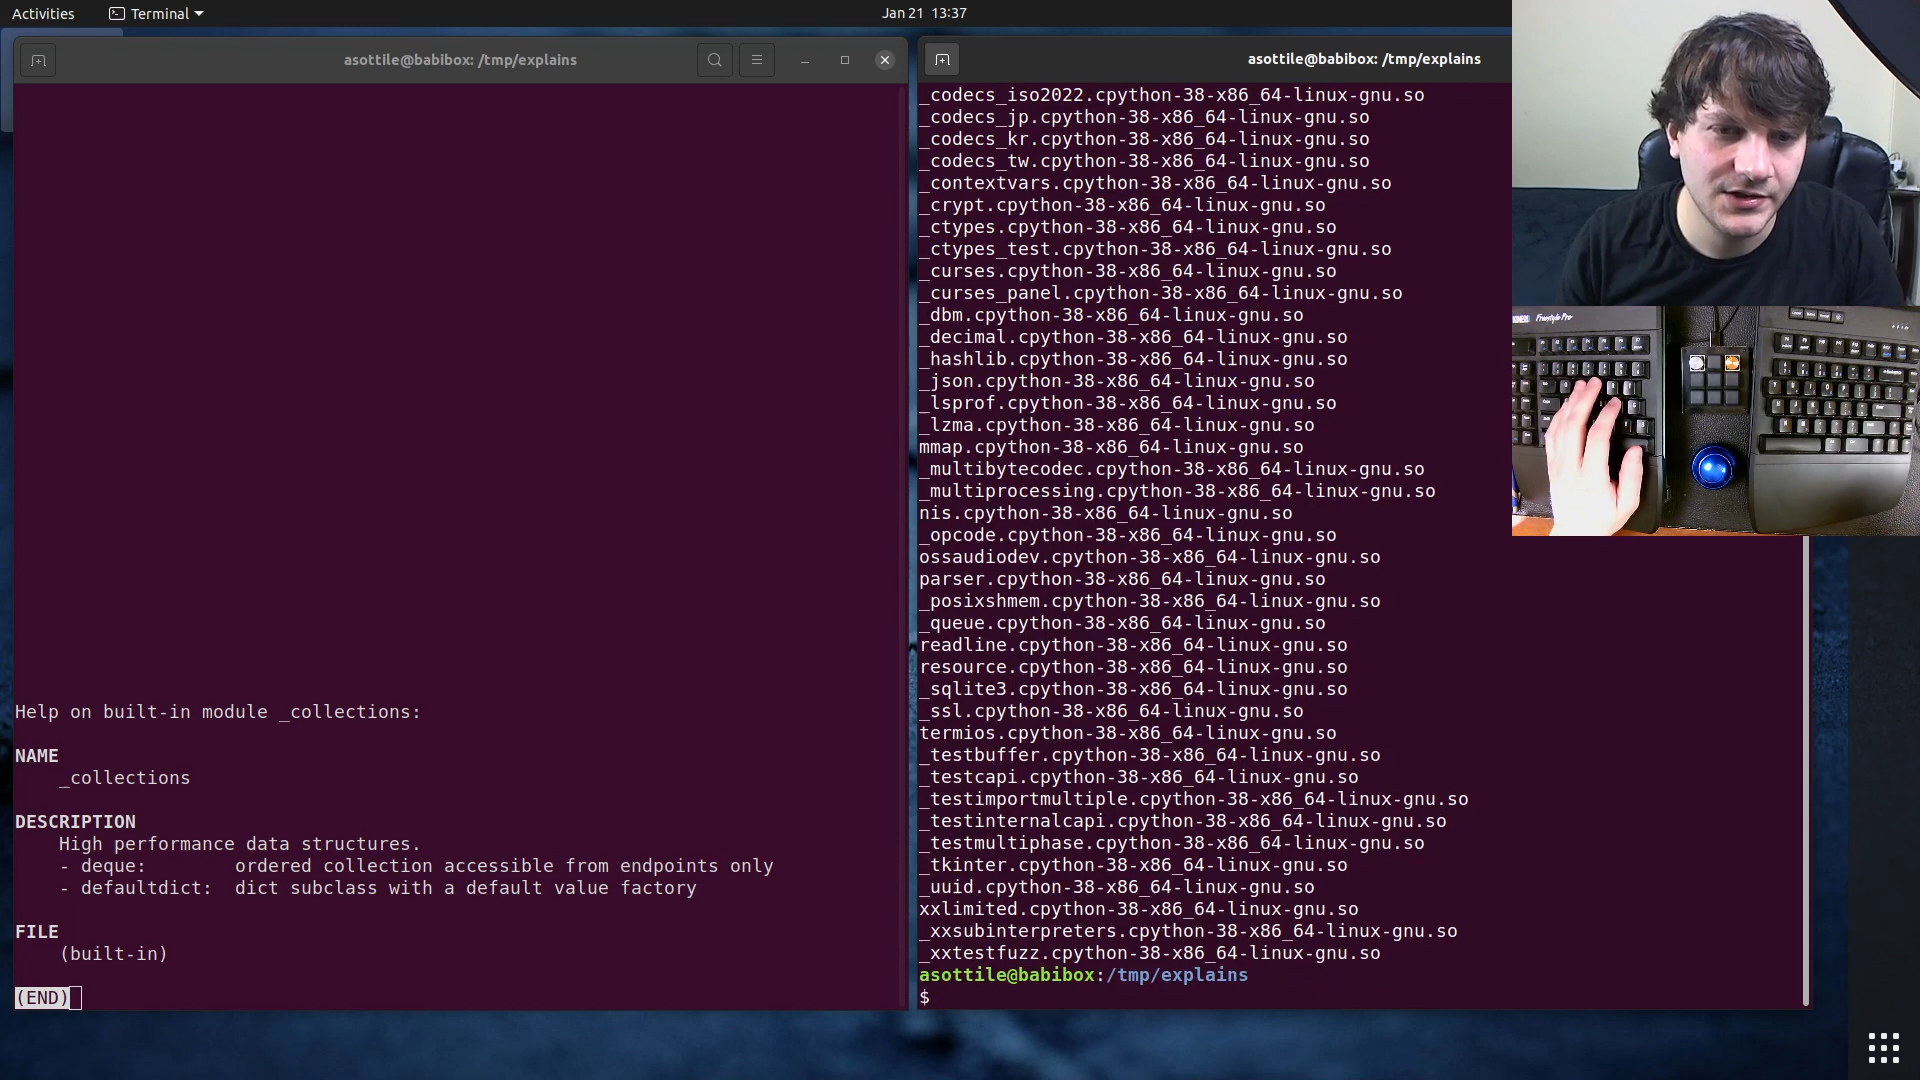 Activities
Terminal
Jan 21 13:37
asottile@babibox: /tmp/explains
Help on built-in module _collections:
NAME
_collections
DESCRIPTION
High performance data structures.
- deque: ordered collection accessible from endpoints only
- defaultdict: dict subclass with a default value factory
FILE
(built-in)
(END)
asottile@babibox: /tmp/explains
_codecs_iso2022.cpython-38-x86_64-linux-gnu.so
_codecs_jp.cpython-38-x86_64-linux-gnu.so
_codecs_kr.cpython-38-x86_64-linux-gnu.so
_codecs_tw.cpython-38-x86_64-linux-gnu.so
_contextvars.cpython-38-x86_64-linux-gnu.so
_crypt.cpython-38-x86_64-linux-gnu.so
_ctypes.cpython-38-x86_64-linux-gnu.so
_ctypes_test.cpython-38-x86_64-linux-gnu.so
_curses.cpython-38-x86_64-linux-gnu.so
_curses_panel.cpython-38-x86_64-linux-gnu.so
_dbm.cpython-38-x86_64-linux-gnu.so
_decimal.cpython-38-x86_64-linux-gnu.so
_hashlib.cpython-38-x86_64-linux-gnu.so
_json.cpython-38-x86_64-linux-gnu.so
_lsprof.cpython-38-x86_64-linux-gnu.so
_lzma.cpython-38-x86_64-linux-gnu.so
mmap.cpython-38-x86_64-linux-gnu.so
_multibytecodec.cpython-38-x86_64-linux-gnu.so
_multiprocessing.cpython-38-x86_64-linux-gnu.so
nis.cpython-38-x86_64-linux-gnu.so
_opcode.cpython-38-x86_64-linux-gnu.so
ossaudiodev.cpython-38-x86_64-linux-gnu.so
parser.cpython-38-x86_64-linux-gnu.so
_posixshmem.cpython-38-x86_64-linux-gnu.so
_queue.cpython-38-x86_64-linux-gnu.so
readline.cpython-38-x86_64-linux-gnu.so
resource.cpython-38-x86_64-linux-gnu.so
_sqlite3.cpython-38-x86_64-linux-gnu.so
_ssl.cpython-38-x86_64-linux-gnu.so
termios.cpython-38-x86_64-linux-gnu.so
_testbuffer.cpython-38-x86_64-linux-gnu.so
_testcapi.cpython-38-x86_64-linux-gnu.so
_testimportmultiple.cpython-38-x86_64-linux-gnu.so
_testinternalcapi.cpython-38-x86_64-linux-gnu.so
_testmultiphase.cpython-38-x86_64-linux-gnu.so
_tkinter.cpython-38-x86_64-linux-gnu.so
_uuid.cpython-38-x86_64-linux-gnu.so
xxlimited.cpython-38-x86_64-linux-gnu.so
_xxsubinterpreters.cpython-38-x86_64-linux-gnu.so
_xxtestfuzz.cpython-38-x86_64-linux-gnu.so
asottile@babibox:/tmp/explains
$
Freestyle Pro